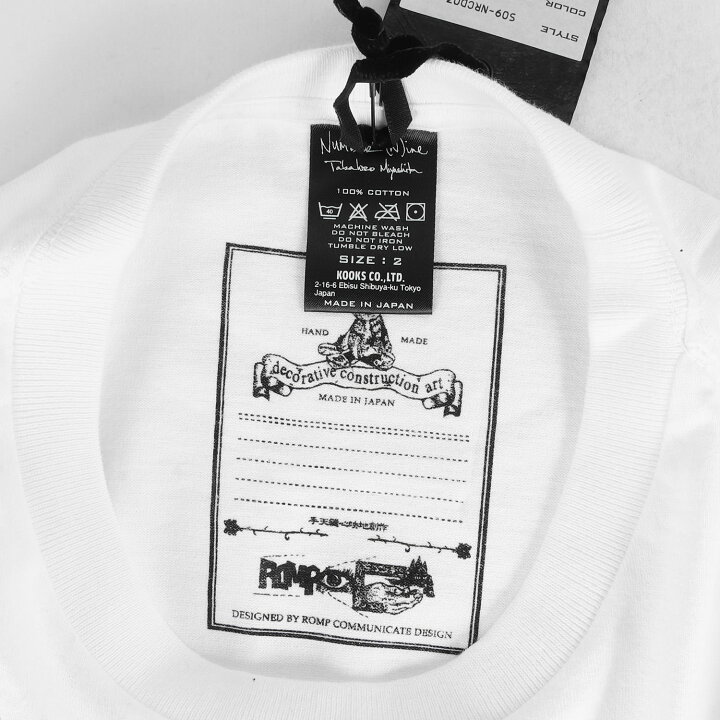 STYLE S09-NRC007
COLOR
NUMBER (N)INE
Takahiro Miyashita
100% COTTON
40
MACHINE WASH
DO NOT BLEACH
DO NOT IRON
TUMBLE DRY LOW
SIZE : 2
KOOKS CO.,LTD.
2-16-6 Ebisu Shibuya-ku Tokyo
Japan
MADE IN JAPAN
HAND MADE
decorative construction art
MADE IN JAPAN
ROMP
DESIGNED BY ROMP COMMUNICATE DESIGN